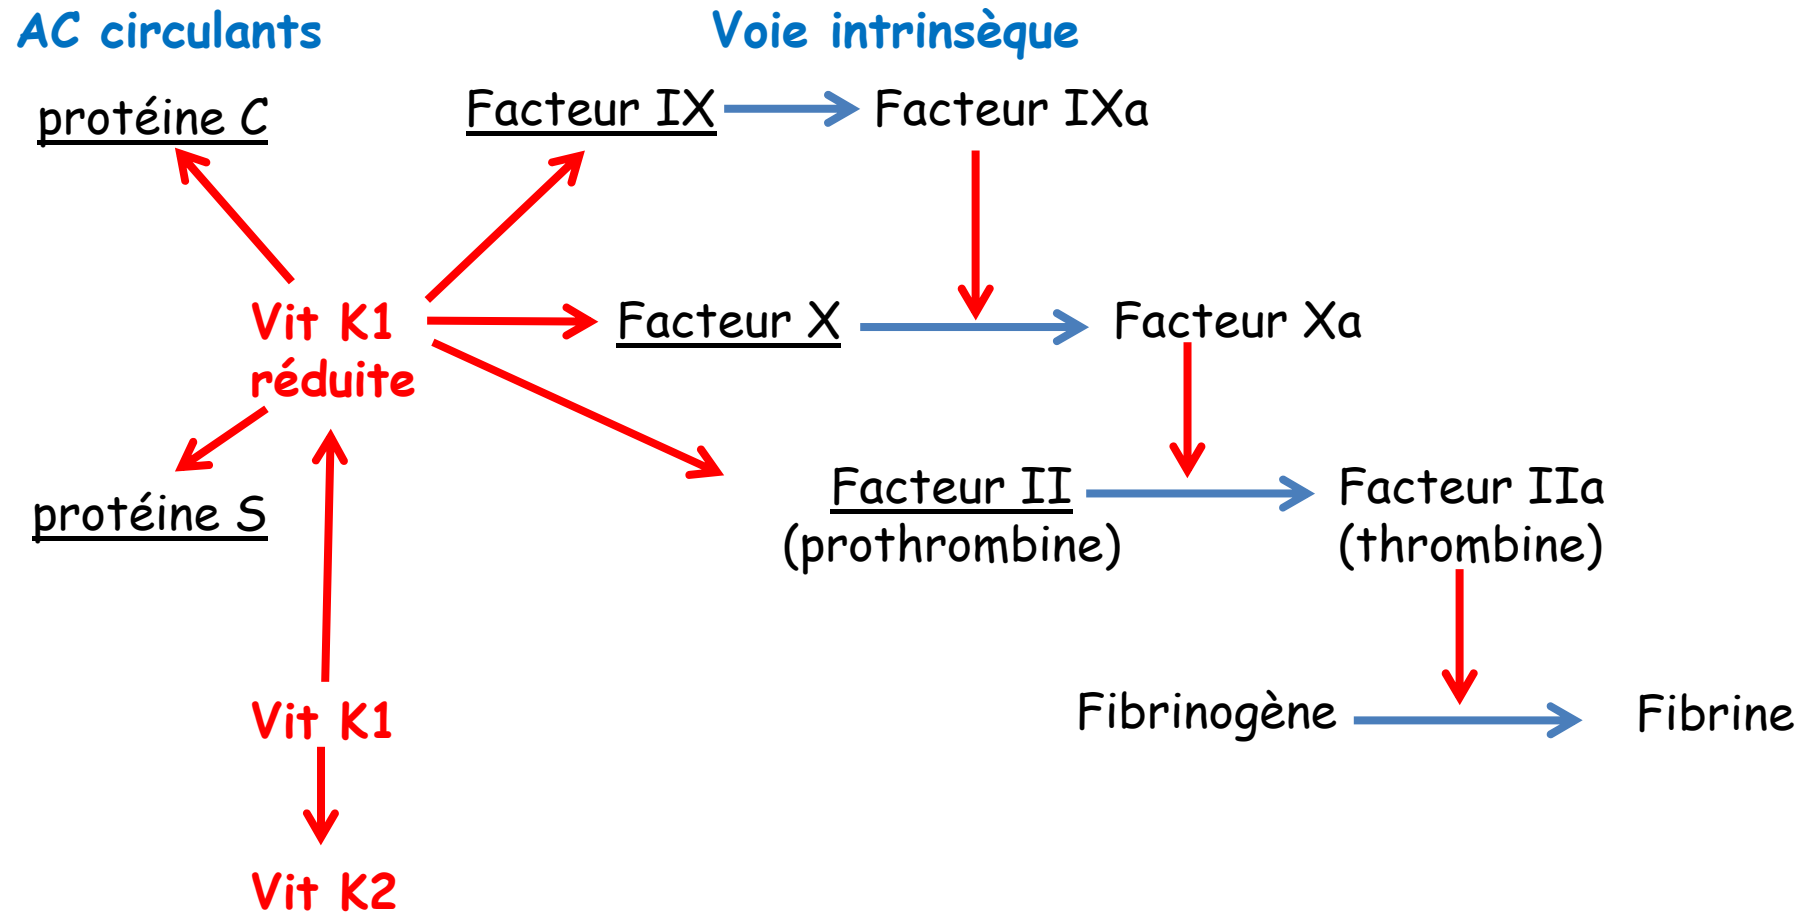 AC circulants
Voie intrinsèque
protéine C
Facteur IX
Facteur IXa
Vit K1
réduite
Facteur X
Facteur Xa
protéine S
Facteur II
(prothrombine)
Facteur IIa
(thrombine)
Vit K1
Fibrinogène
Fibrine
Vit K2